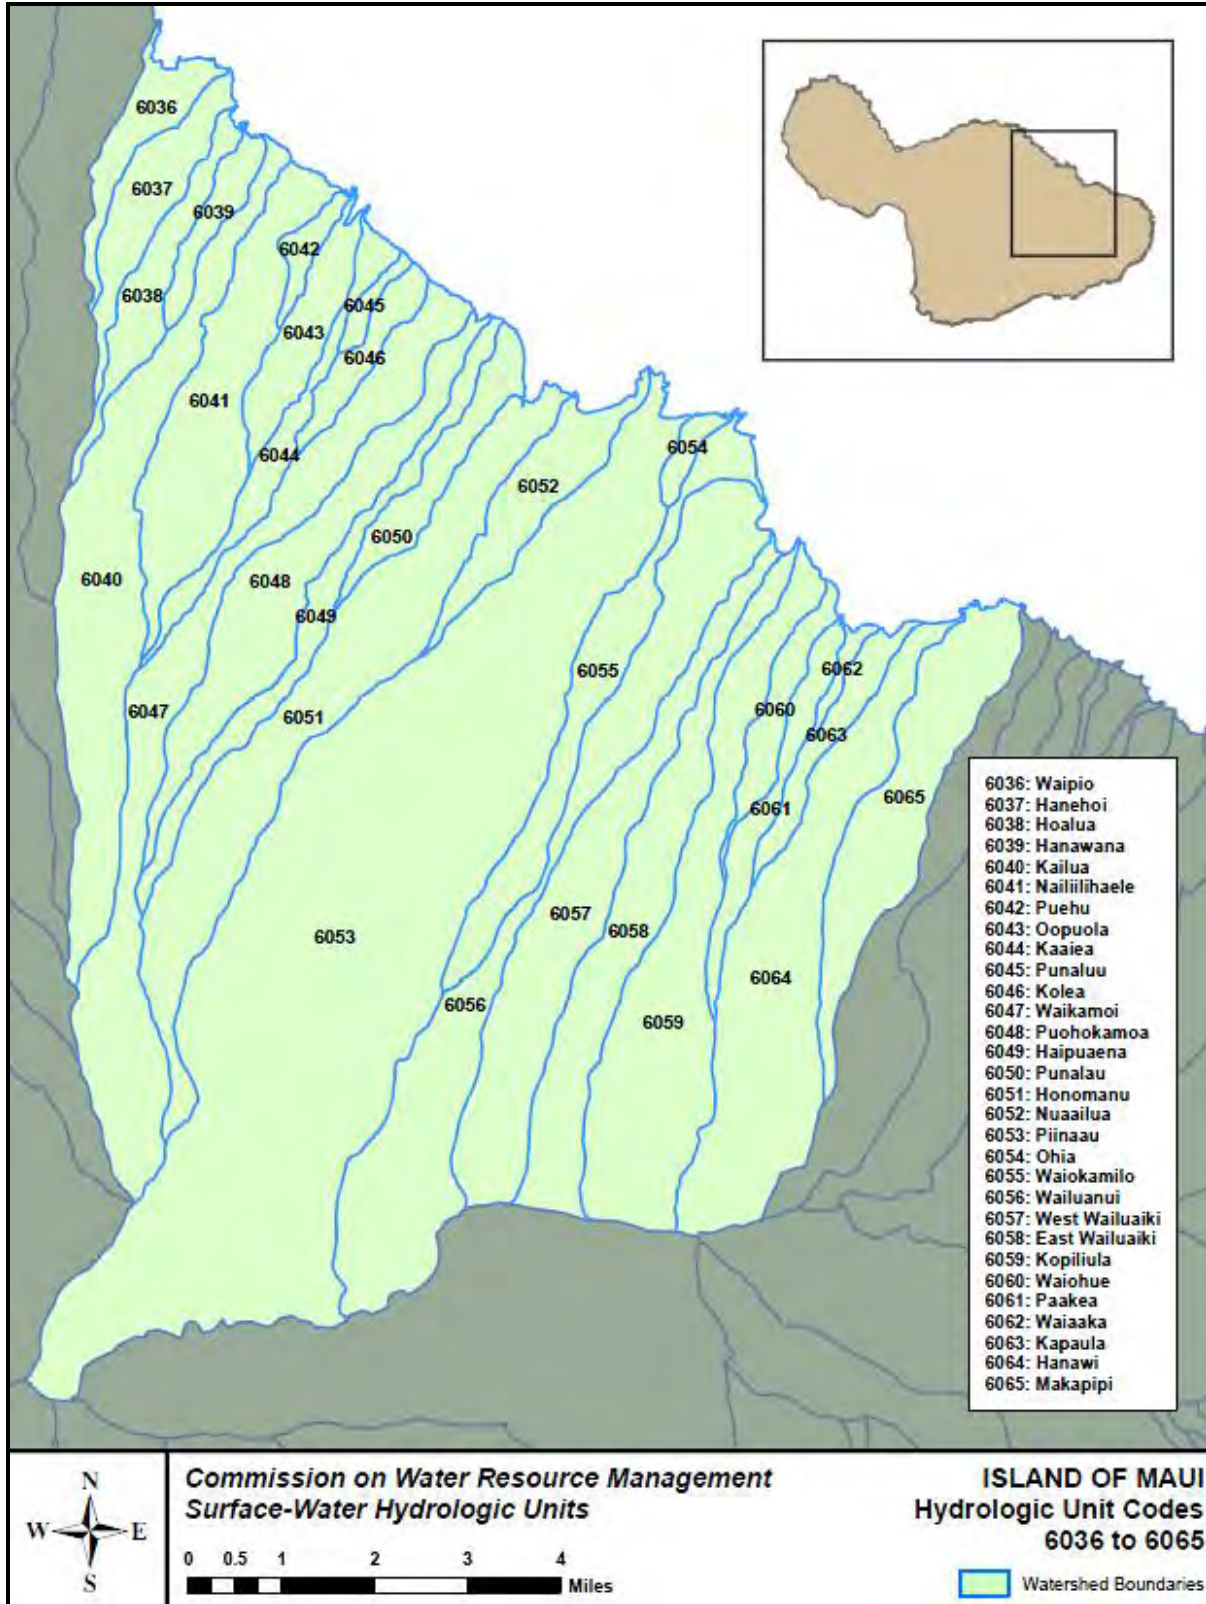 6036
6037
6039
6042
6038
6045
6043
6046
6041
6054
6044
6052
6050
6040
6048
6049
6055
6062
6047
6051
6060
6063
6065
6061
6057
6058
6053
6064
6056
6059
6036: Waipio
6037: Hanehoi
6038: Hoalua
6039: Hanawana
6040: Kailua
6041: Nailiilihaele
6042: Puehu
6043: Oopuola
6044: Kaaiea
6045: Punaluu
6046: Kolea
6047: Waikamoi
6048: Puohokamoa
6049: Haipuaena
6050: Punalau
6051: Honomanu
6052: Nuaailua
6053: Piinaau
6054: Ohia
6055: Waiokamilo
6056: Wailuanui
6057: West Wailuaiki
6058: East Wailuaiki
6059: Kopiliula
6060: Waiohue
6061: Paakea
6062: Waiaaka
6063: Kapaula
6064: Hanawi
6065: Makapipi
N
W E
S
Commission on Water Resource Management
Surface-Water Hydrologic Units
0 0.5 1 2 3 4
Miles
ISLAND OF MAUI
Hydrologic Unit Codes
6036 to 6065
Watershed Boundaries